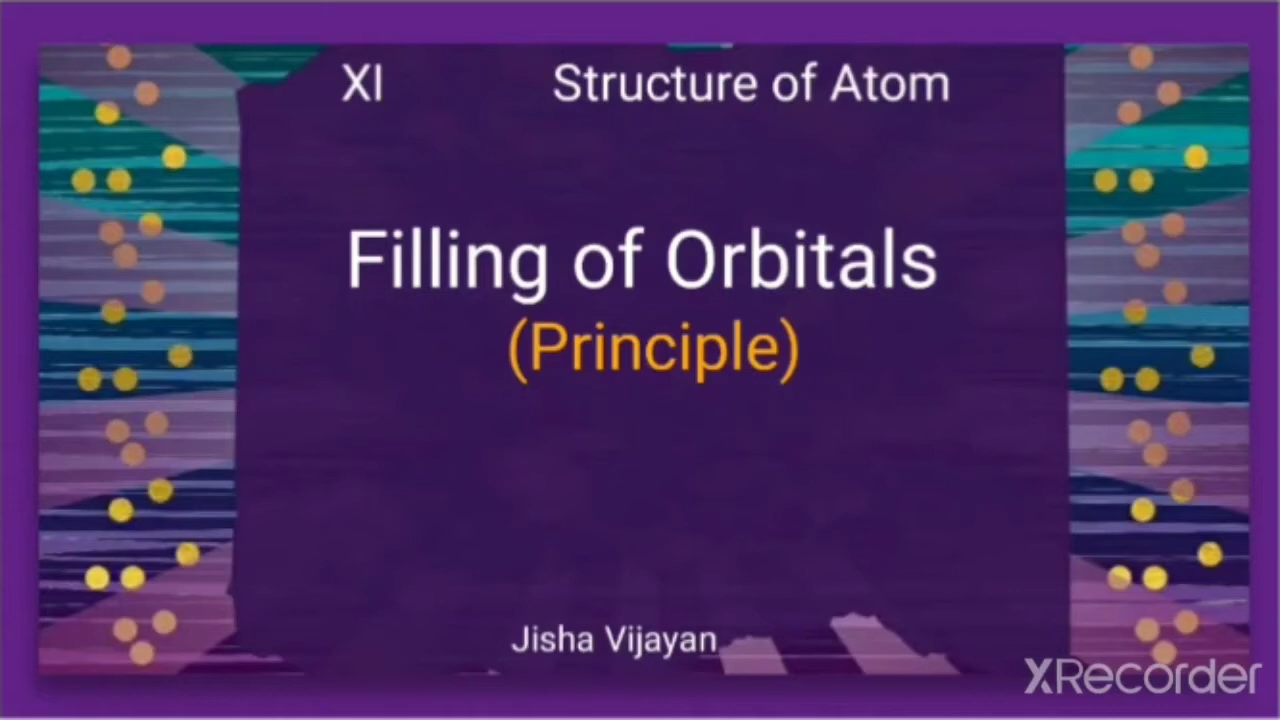 XI Structure of Atom
Filling of Orbitals
(Principle)
Jisha Vijayan
XRecorder